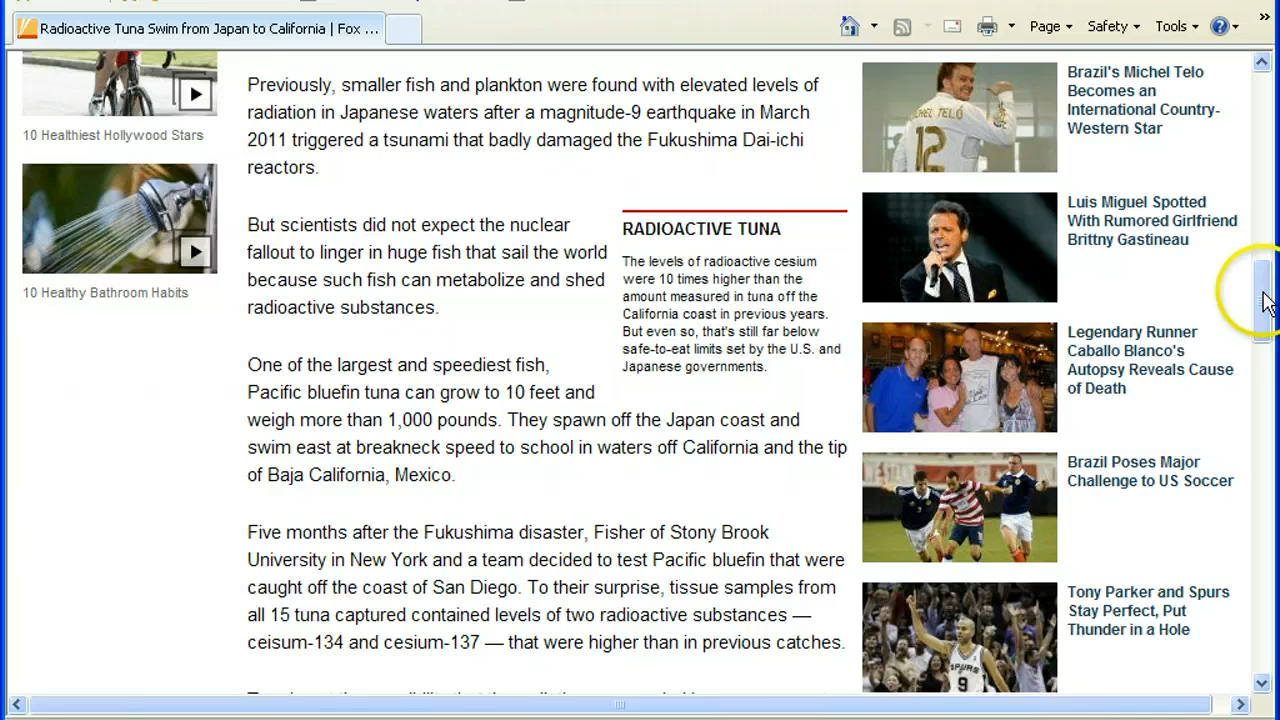 Radioactive Tuna Swim from Japan to California | Fox ...
Page
Safety
Tools
10 Healthiest Hollywood Stars
10 Healthy Bathroom Habits
Previously, smaller fish and plankton were found with elevated levels of
radiation in Japanese waters after a magnitude-9 earthquake in March
2011 triggered a tsunami that badly damaged the Fukushima Dai-ichi
reactors.
But scientists did not expect the nuclear
fallout to linger in huge fish that sail the world
because such fish can metabolize and shed
radioactive substances.
RADIOACTIVE TUNA
The levels of radioactive cesium
were 10 times higher than the
amount measured in tuna off the
California coast in previous years.
But even so, that's still far below
safe-to-eat limits set by the U.S. and
Japanese governments.
One of the largest and speediest fish,
Pacific bluefin tuna can grow to 10 feet and
weigh more than 1,000 pounds. They spawn off the Japan coast and
swim east at breakneck speed to school in waters off California and the tip
of Baja California, Mexico.
Five months after the Fukushima disaster, Fisher of Stony Brook
University in New York and a team decided to test Pacific bluefin that were
caught off the coast of San Diego. To their surprise, tissue samples from
all 15 tuna captured contained levels of two radioactive substances —
ceisum-134 and cesium-137 — that were higher than in previous catches.
Brazil's Michel Telo
Becomes an
International Country-
Western Star
MICHEL TELO
12
Luis Miguel Spotted
With Rumored Girlfriend
Brittny Gastineau
Legendary Runner
Caballo Blanco's
Autopsy Reveals Cause
of Death
Brazil Poses Major
Challenge to US Soccer
Tony Parker and Spurs
Stay Perfect, Put
Thunder in a Hole
SPURS
9